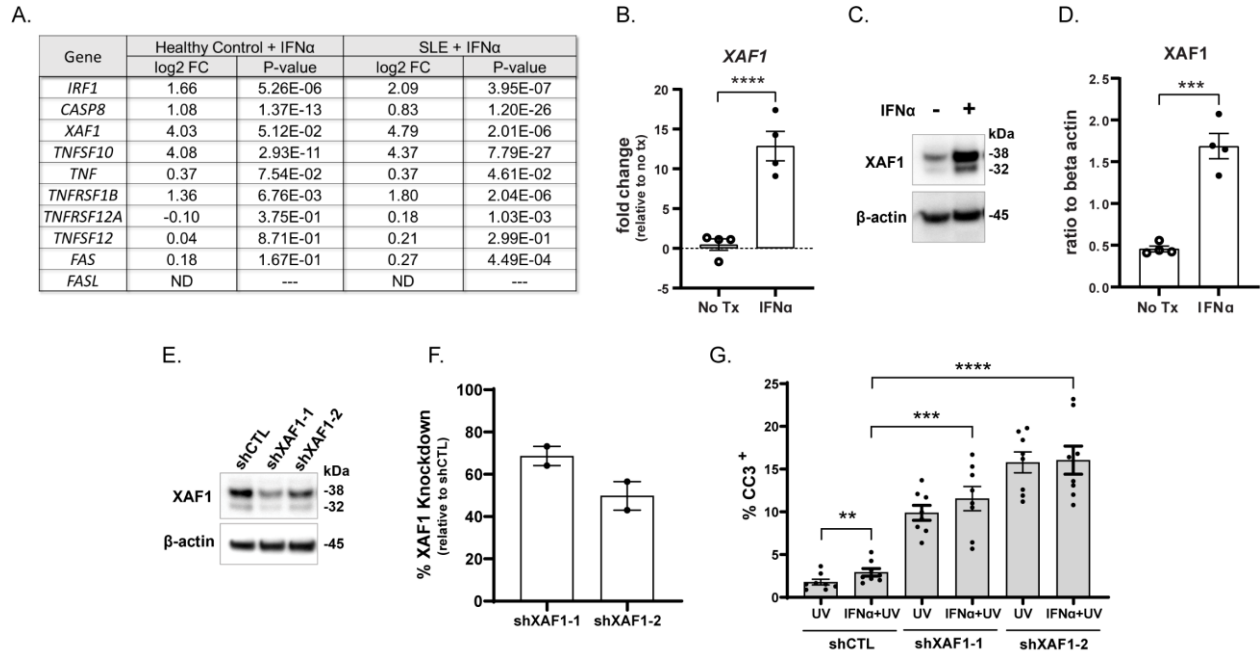 A.
Gene Healthy Control + IFNα SLE + IFNα
log2 FC P-value log2 FC P-value
IRF1 1.66 5.26E-06 2.09 3.95E-07
CASP8 1.08 1.37E-13 0.83 1.20E-26
XAF1 4.03 5.12E-02 4.79 2.01E-06
TNFSF10 4.08 2.93E-11 4.37 7.79E-27
TNF 0.37 7.54E-02 0.37 4.61E-02
TNFRSF1B 1.36 6.76E-03 1.80 2.04E-06
TNFRSF12A -0.10 3.75E-01 0.18 1.03E-03
TNFSF12 0.04 8.71E-01 0.21 2.99E-01
FAS 0.18 1.67E-01 0.27 4.49E-04
FASL ND --- ND ---
B.
XAF1
****
fold change
(relative to no tx)
20
15
10
5
0
-5
No Tx IFNα
C.
IFNα - +
kDa
XAF1
-38
-32
β-actin -45
D.
XAF1
***
ratio to beta actin
2.5
2.0
1.5
1.0
0.5
0.0
No Tx IFNα
E.
shCTL shXAF1-1 shXAF1-2
kDa
XAF1
-38
-32
β-actin -45
F.
% XAF1 Knockdown
(relative to shCTL)
100
80
60
40
20
0
shXAF1-1 shXAF1-2
G.
****
***
**
% CC3 +
25
20
15
10
5
0
UV IFNα+UV UV IFNα+UV UV IFNα+UV
shCTL shXAF1-1 shXAF1-2